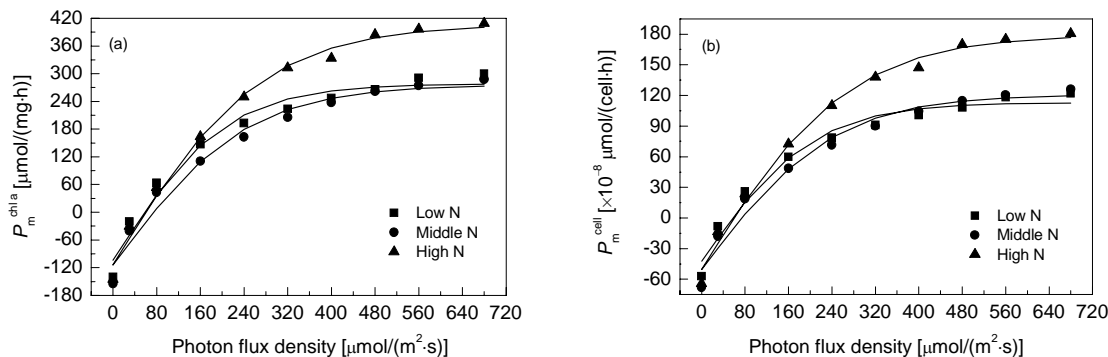 (a)
P_m^chl a [μmol/(mg·h)]
420
360
300
240
180
120
60
0
-60
-120
-180
Low N
Middle N
High N
0 80 160 240 320 400 480 560 640 720
Photon flux density [μmol/(m²·s)]
(b)
P_m^cell [×10⁻⁸ μmol/(cell·h)]
180
150
120
90
60
30
0
-30
-60
Low N
Middle N
High N
0 80 160 240 320 400 480 560 640 720
Photon flux density [μmol/(m²·s)]